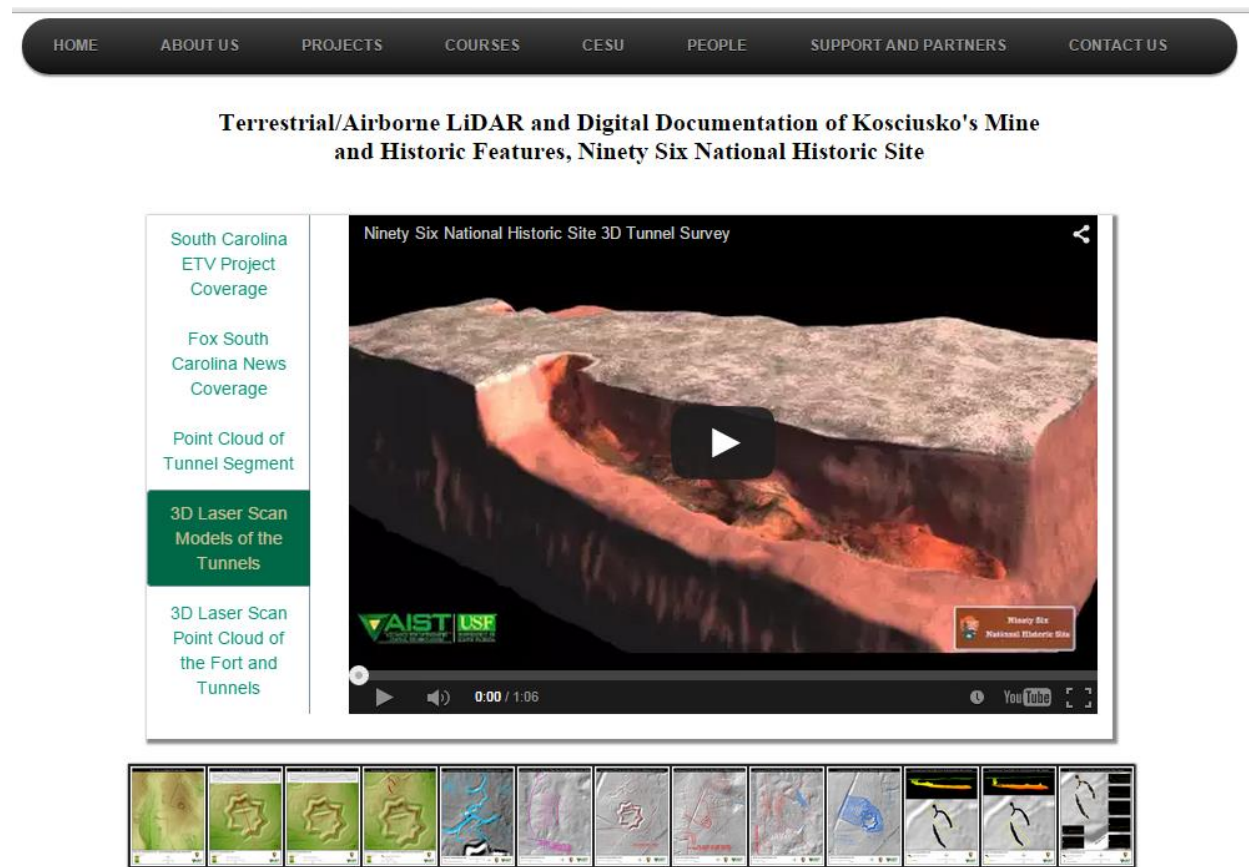 HOME ABOUT US PROJECTS COURSES CESU PEOPLE SUPPORT AND PARTNERS CONTACT US
Terrestrial/Airborne LiDAR and Digital Documentation of Kosciusko's Mine
and Historic Features, Ninety Six National Historic Site
South Carolina
ETV Project
Coverage
Fox South
Carolina News
Coverage
Point Cloud of
Tunnel Segment
3D Laser Scan
Models of the
Tunnels
3D Laser Scan
Point Cloud of
the Fort and
Tunnels
Ninety Six National Historic Site 3D Tunnel Survey
AIST USF
Ninety Six
National Historic Site
0:00 / 1:06
YouTube